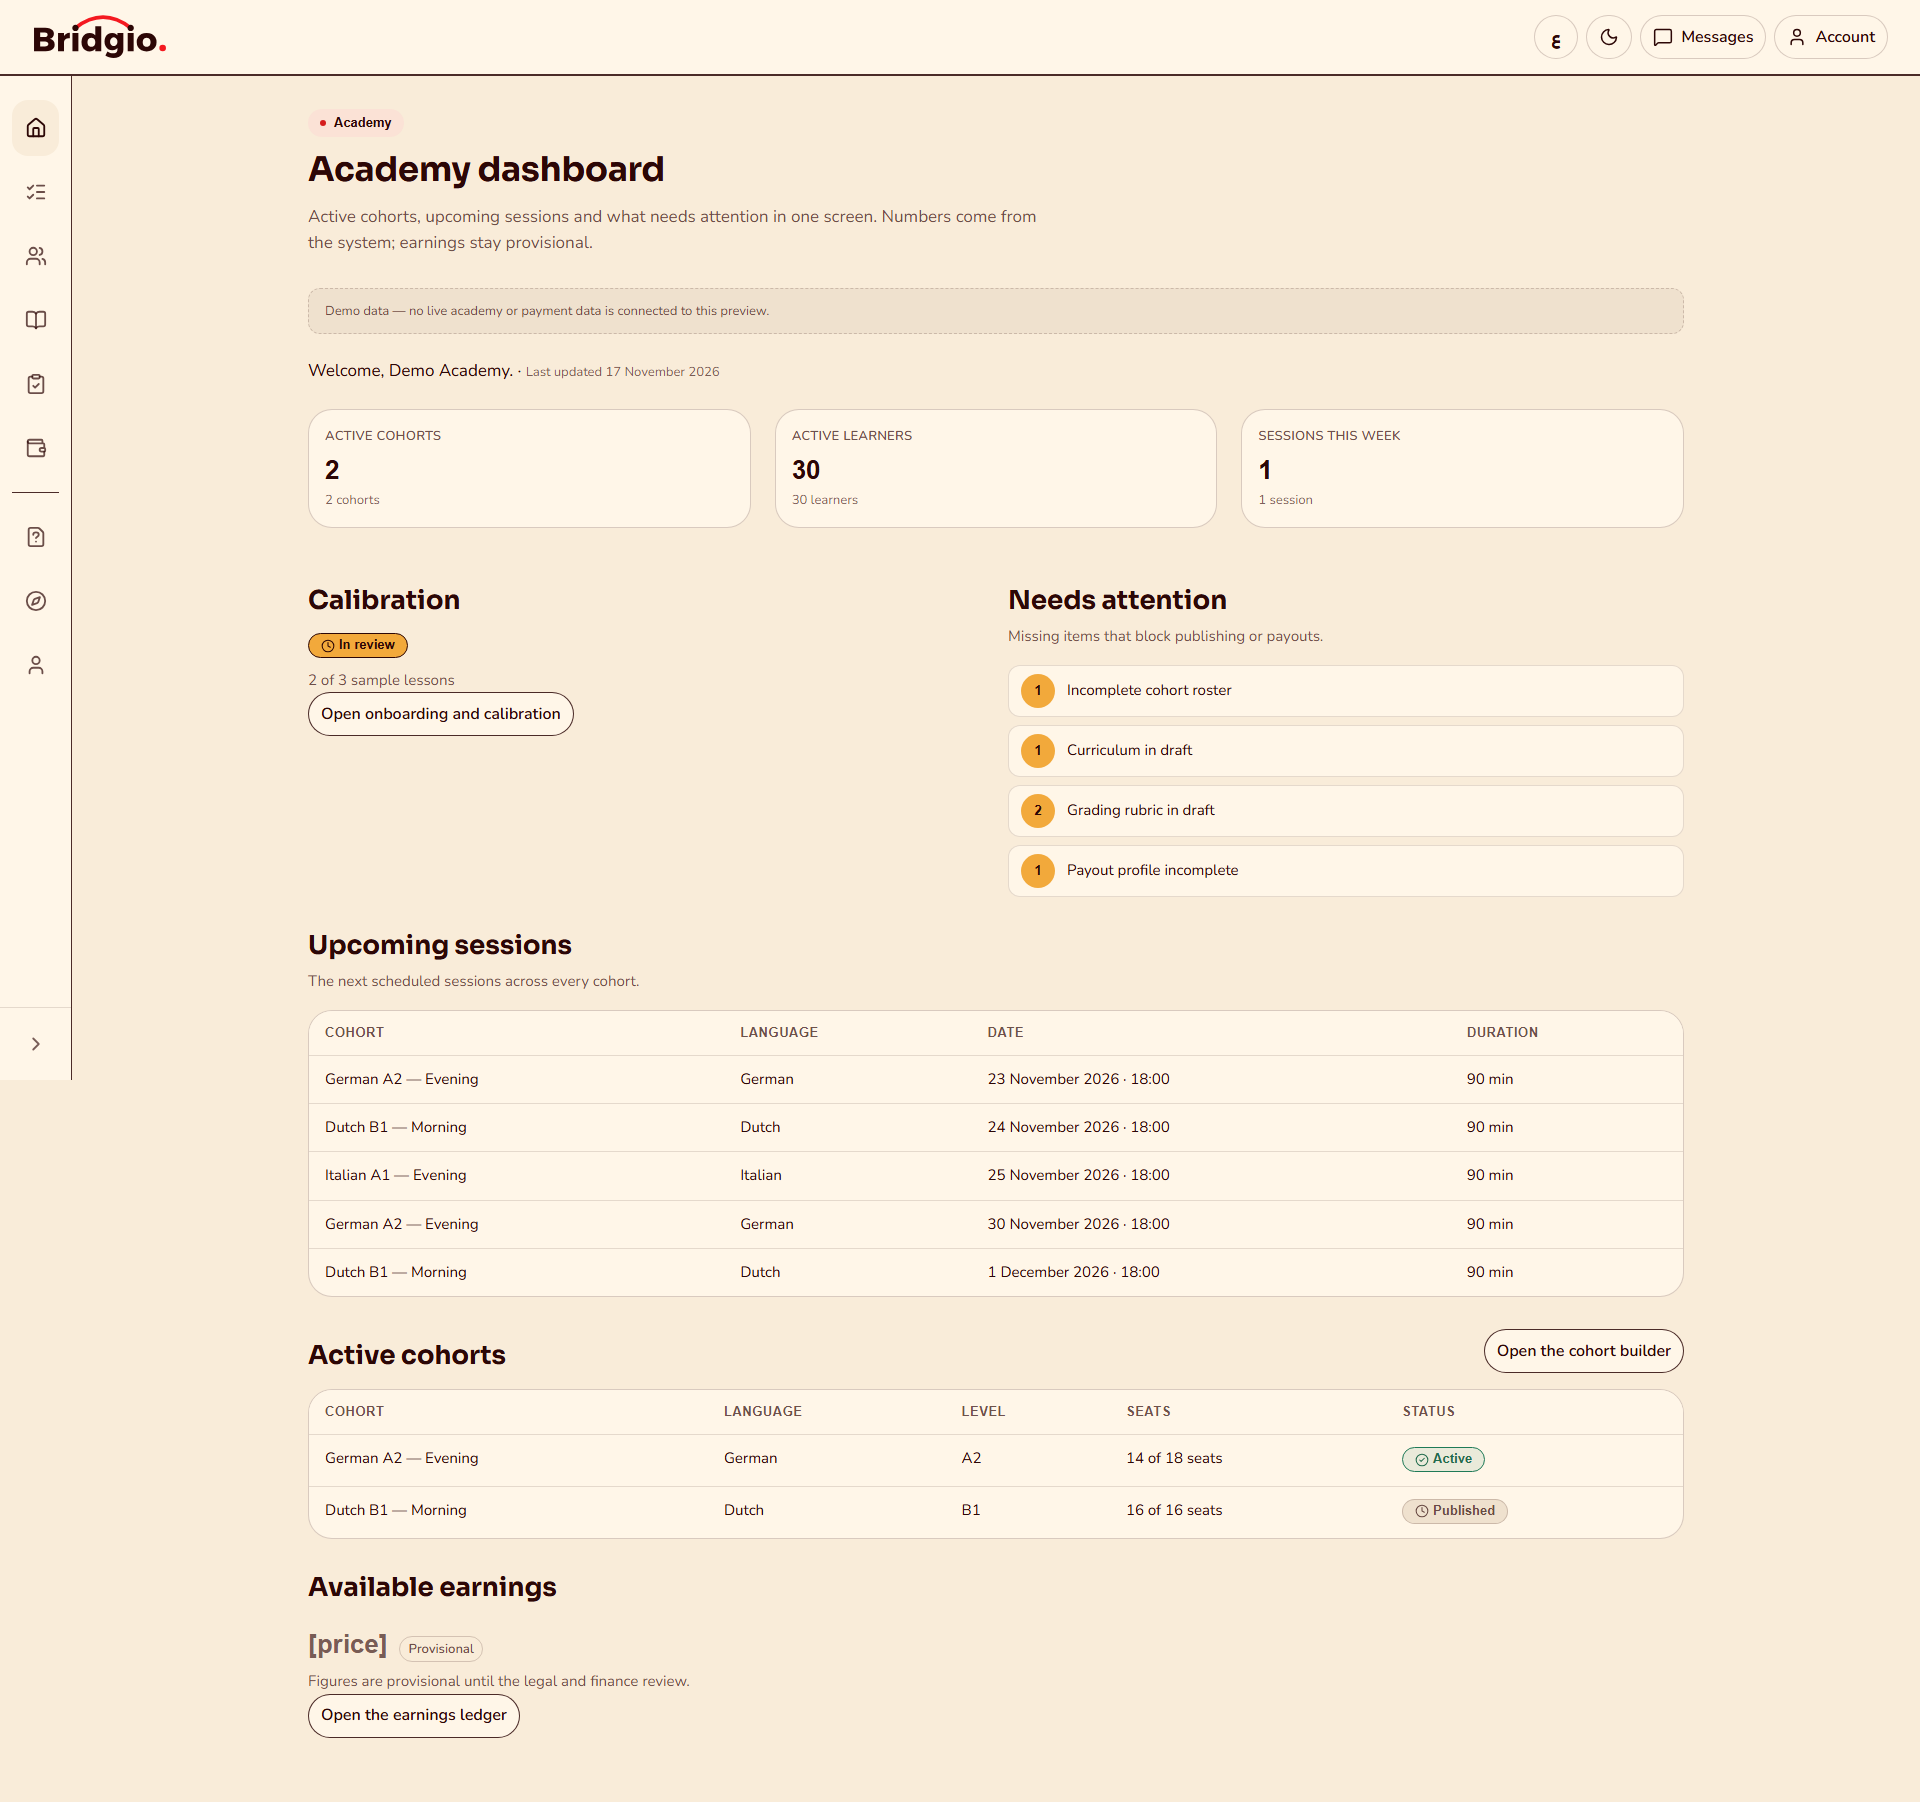 Bridgio.
ع
Messages
Account
Academy
Academy dashboard
Active cohorts, upcoming sessions and what needs attention in one screen. Numbers come from
the system; earnings stay provisional.
Demo data — no live academy or payment data is connected to this preview.
Welcome, Demo Academy. · Last updated 17 November 2026
ACTIVE COHORTS
2
2 cohorts
ACTIVE LEARNERS
30
30 learners
SESSIONS THIS WEEK
1
1 session
Calibration
In review
2 of 3 sample lessons
Open onboarding and calibration
Needs attention
Missing items that block publishing or payouts.
1 Incomplete cohort roster
1 Curriculum in draft
2 Grading rubric in draft
1 Payout profile incomplete
Upcoming sessions
The next scheduled sessions across every cohort.
COHORT LANGUAGE DATE DURATION
German A2 — Evening German 23 November 2026 · 18:00 90 min
Dutch B1 — Morning Dutch 24 November 2026 · 18:00 90 min
Italian A1 — Evening Italian 25 November 2026 · 18:00 90 min
German A2 — Evening German 30 November 2026 · 18:00 90 min
Dutch B1 — Morning Dutch 1 December 2026 · 18:00 90 min
Active cohorts
Open the cohort builder
COHORT LANGUAGE LEVEL SEATS STATUS
German A2 — Evening German A2 14 of 18 seats Active
Dutch B1 — Morning Dutch B1 16 of 16 seats Published
Available earnings
[price] Provisional
Figures are provisional until the legal and finance review.
Open the earnings ledger